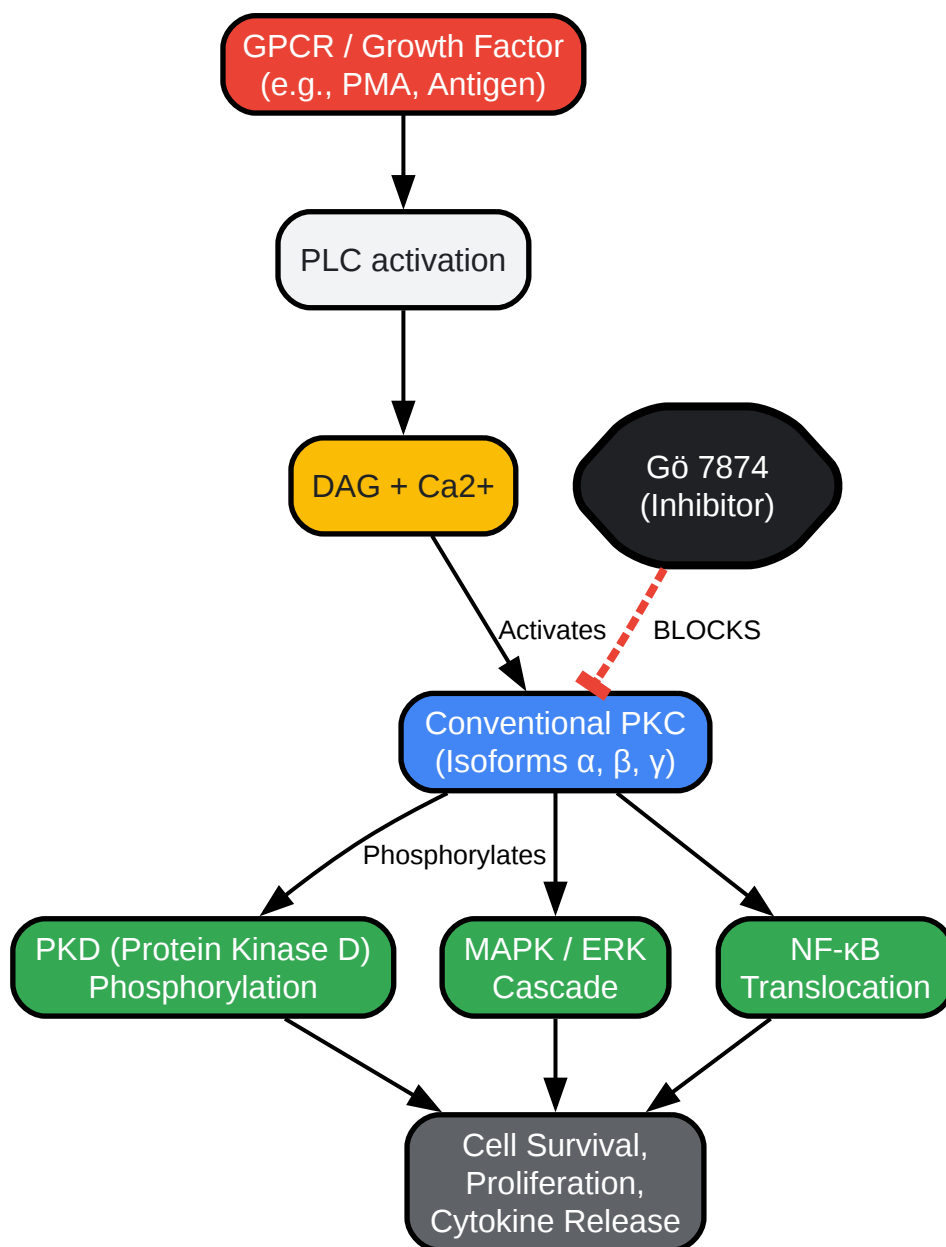 GPCR / Growth Factor
(e.g., PMA, Antigen)
PLC activation
DAG + Ca2+
Gö 7874
(Inhibitor)
Activates
BLOCKS
Conventional PKC
(Isoforms α, β, γ)
Phosphorylates
PKD (Protein Kinase D)
Phosphorylation
MAPK / ERK
Cascade
NF-κB
Translocation
Cell Survival,
Proliferation,
Cytokine Release